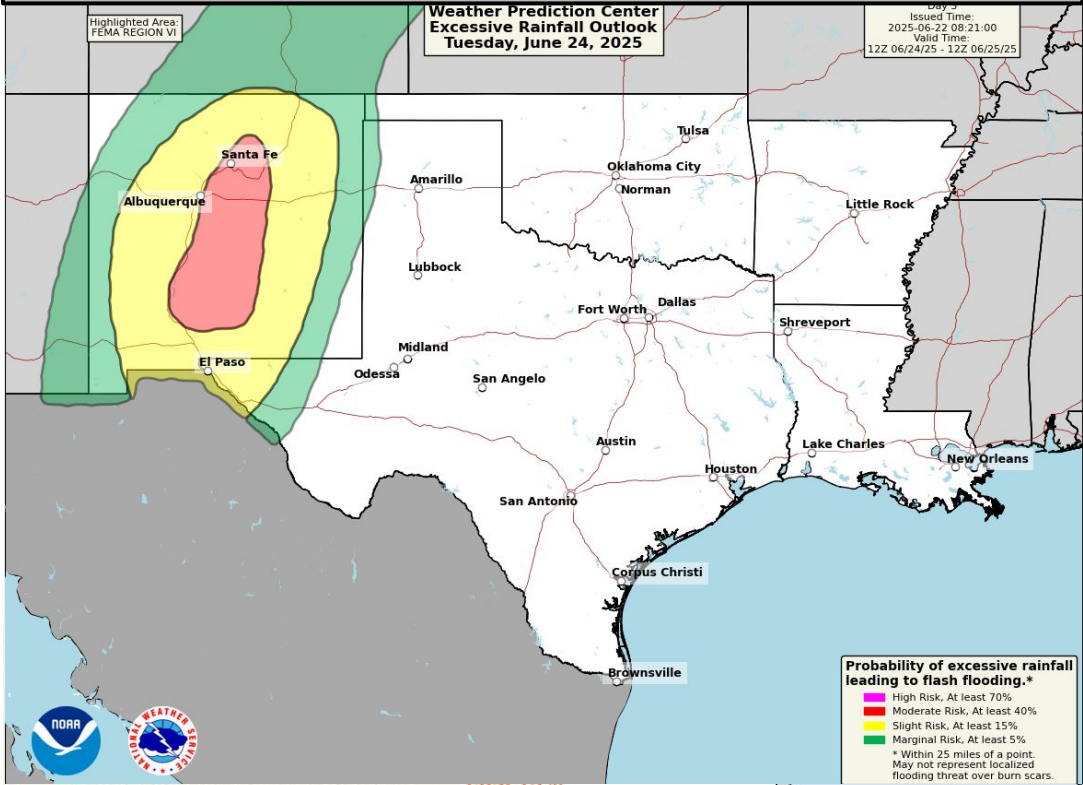 Highlighted Area:
FEMA REGION VI
Weather Prediction Center
Excessive Rainfall Outlook
Tuesday, June 24, 2025
Day 3
Issued Time:
2025-06-22 08:21:00
Valid Time:
12Z 06/24/25 - 12Z 06/25/25
Tulsa
Santa Fe
Oklahoma City
Amarillo
Norman
Albuquerque
Little Rock
Lubbock
Fort Worth
Dallas
Shreveport
Midland
El Paso
Odessa
San Angelo
Austin
Lake Charles
New Orleans
Houston
San Antonio
Corpus Christi
Brownsville
Probability of excessive rainfall
leading to flash flooding.*
High Risk, At least 70%
Moderate Risk, At least 40%
Slight Risk, At least 15%
Marginal Risk, At least 5%
* Within 25 miles of a point.
May not represent localized
flooding threat over burn scars.
NOAA
NATIONAL WEATHER SERVICE